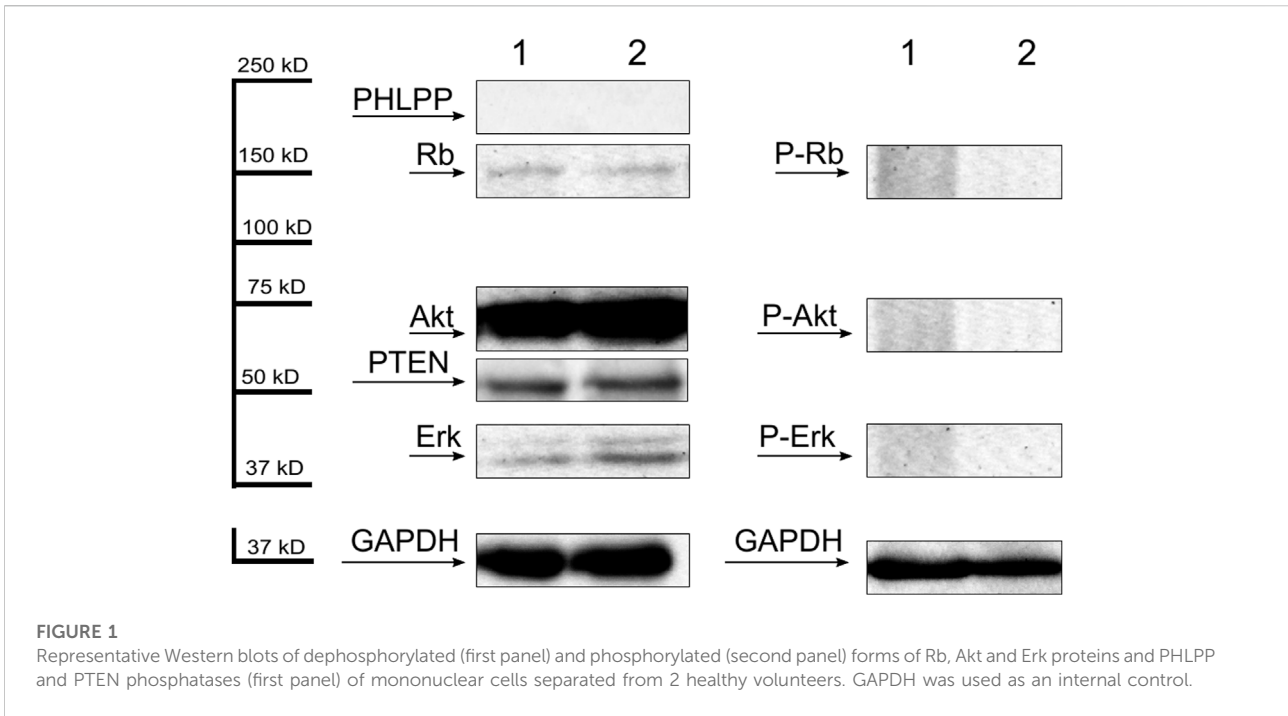 1 2 1 2
250 kD
PHLPP
150 kD Rb P-Rb
100 kD
75 kD
Akt P-Akt
PTEN
50 kD
Erk P-Erk
37 kD
37 kD GAPDH GAPDH
FIGURE 1
Representative Western blots of dephosphorylated (first panel) and phosphorylated (second panel) forms of Rb, Akt and Erk proteins and PHLPP
and PTEN phosphatases (first panel) of mononuclear cells separated from 2 healthy volunteers. GAPDH was used as an internal control.